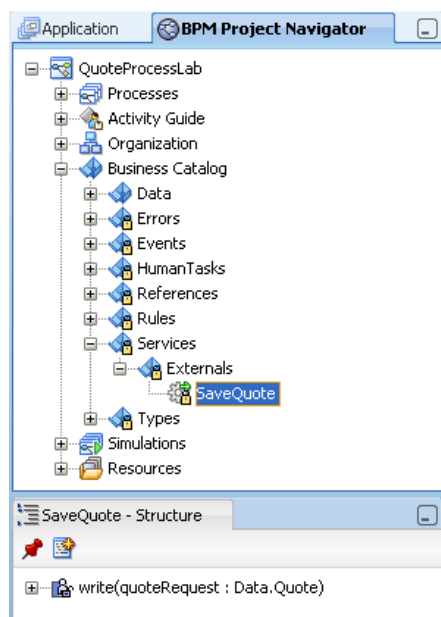 Application BPM Project Navigator
QuoteProcessLab
Processes
Activity Guide
Organization
Business Catalog
Data
Errors
Events
HumanTasks
References
Rules
Services
Externals
SaveQuote
Types
Simulations
Resources
SaveQuote - Structure
write(quoteRequest : Data.Quote)